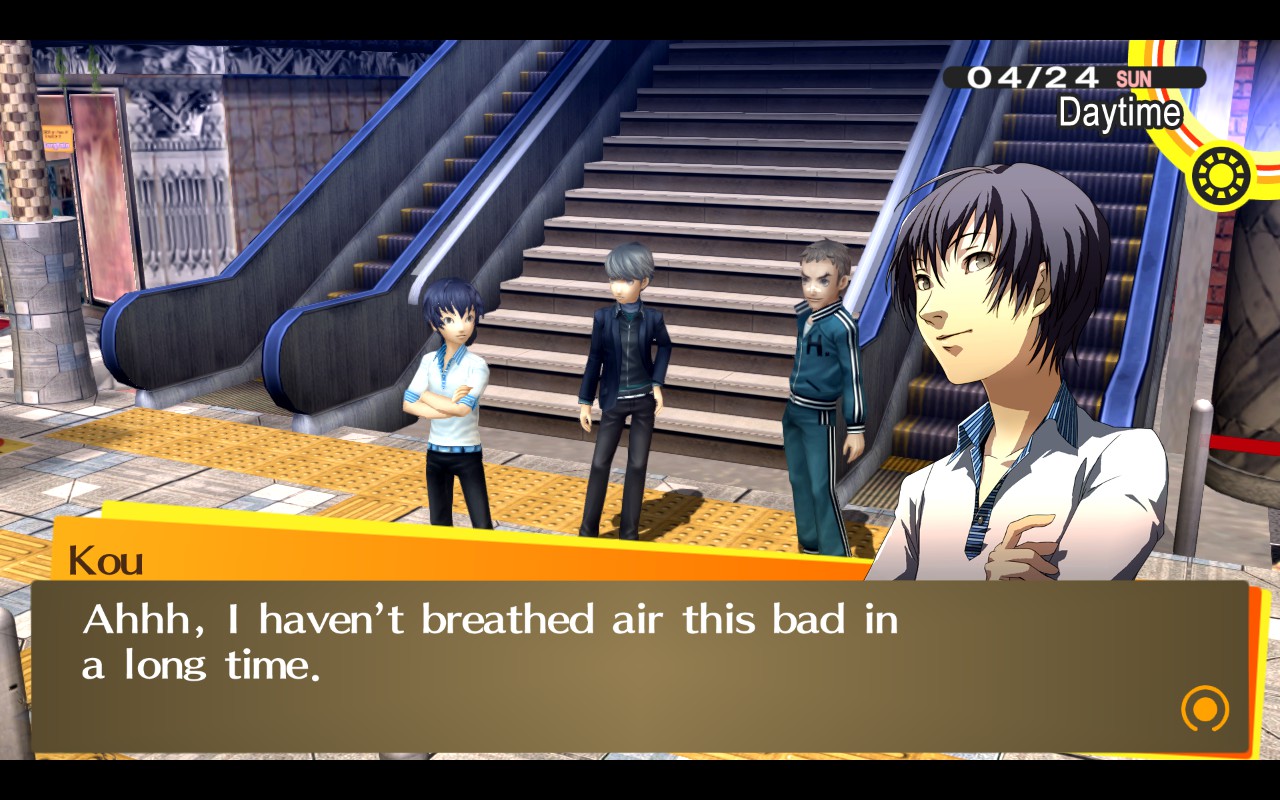 04/24 SUN
Daytime
H.
Kou
Ahhh, I haven't breathed air this bad in
a long time.